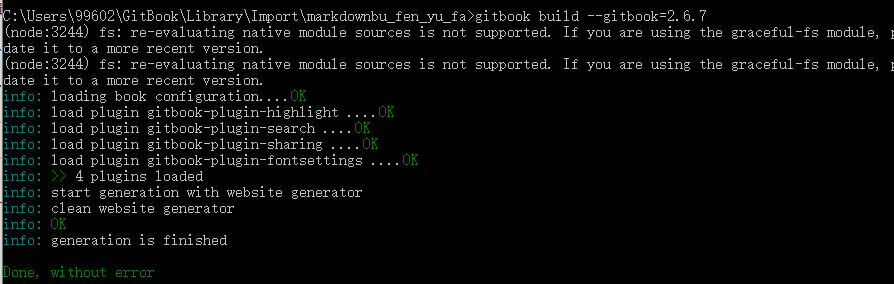 C:\Users\99602\GitBook\Library\Import\markdownbu_fen_yu_fa>gitbook build --gitbook=2.6.7
(node:3244) fs: re-evaluating native module sources is not supported. If you are using the graceful-fs module, p
date it to a more recent version.
(node:3244) fs: re-evaluating native module sources is not supported. If you are using the graceful-fs module, p
date it to a more recent version.
info: loading book configuration....OK
info: load plugin gitbook-plugin-highlight ....OK
info: load plugin gitbook-plugin-search ....OK
info: load plugin gitbook-plugin-sharing ....OK
info: load plugin gitbook-plugin-fontsettings ....OK
info: >> 4 plugins loaded
info: start generation with website generator
info: clean website generator
info: OK
info: generation is finished
Done, without error